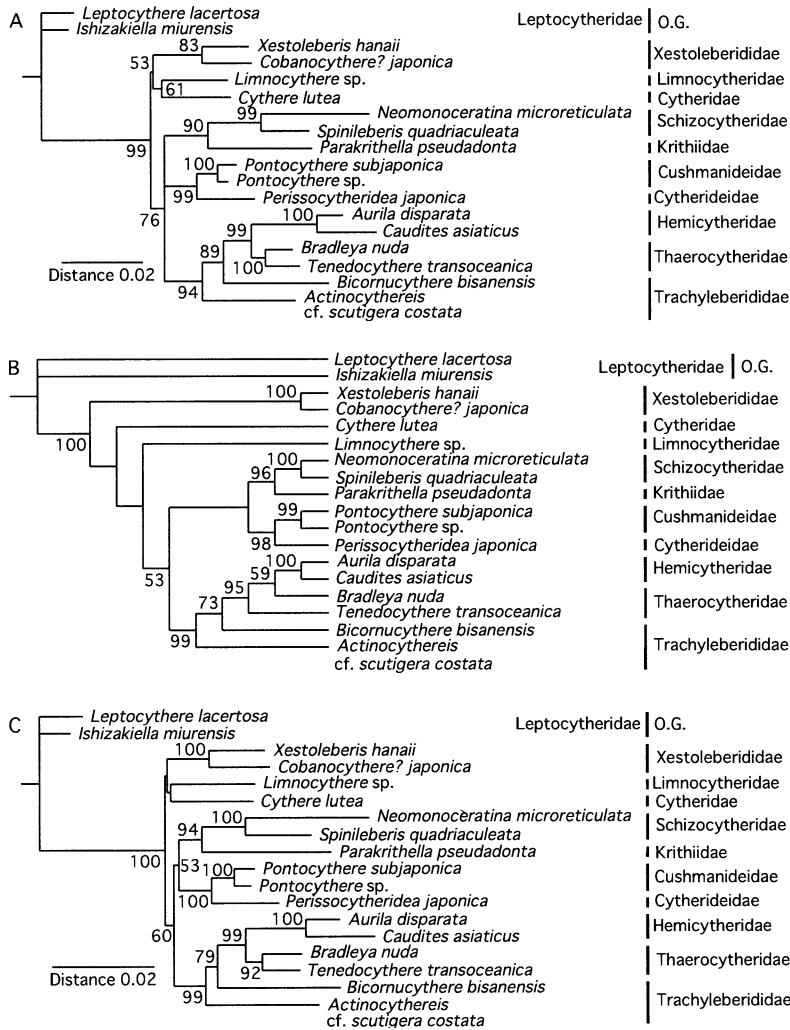 A
Leptocythere lacertosa
Leptocytheridae O.G.
Ishizakiella miurensis
83 Xestoleberis hanaii
Xestoleberididae
53
Cobanocythere? japonica
Limnocythere sp.
Limnocytheridae
61
Cythere lutea
Cytheridae
99 Neomonoceratina microreticulata
Schizocytheridae
90
Spinileberis quadriaculeata
99
Parakrithella pseudadonta
Krithiidae
100 Pontocythere subjaponica
Cushmanideidae
Pontocythere sp.
99
Perissocytheridea japonica
Cytherideidae
76
100 Aurila disparata
Hemicytheridae
99
Caudites asiaticus
89
Bradleya nuda
Thaerocytheridae
100
Tenedocythere transoceanica
Distance 0.02
Bicornucythere bisanensis
94
Actinocythereis
Trachyleberididae
cf. scutigera costata
B
Leptocythere lacertosa
Leptocytheridae O.G.
Ishizakiella miurensis
100 Xestoleberis hanaii
Xestoleberididae
Cobanocythere? japonica
Cythere lutea
Cytheridae
100
Limnocythere sp.
Limnocytheridae
100 Neomonoceratina microreticulata
Schizocytheridae
96
Spinileberis quadriaculeata
Parakrithella pseudadonta
Krithiidae
99 Pontocythere subjaponica
Cushmanideidae
Pontocythere sp.
98
Perissocytheridea japonica
Cytherideidae
100 Aurila disparata
Hemicytheridae
53
59
Caudites asiaticus
95
Bradleya nuda
Thaerocytheridae
73
Tenedocythere transoceanica
Bicornucythere bisanensis
99
Actinocythereis
Trachyleberididae
cf. scutigera costata
C
Leptocythere lacertosa
Leptocytheridae O.G.
Ishizakiella miurensis
100 Xestoleberis hanaii
Xestoleberididae
Cobanocythere? japonica
Limnocythere sp.
Limnocytheridae
Cythere lutea
Cytheridae
100 Neomonoceratina microreticulata
Schizocytheridae
94
Spinileberis quadriaculeata
100
Parakrithella pseudadonta
Krithiidae
53 100 Pontocythere subjaponica
Cushmanideidae
Pontocythere sp.
100
Perissocytheridea japonica
Cytherideidae
100 Aurila disparata
Hemicytheridae
60
99
Caudites asiaticus
79
Bradleya nuda
Thaerocytheridae
92
Tenedocythere transoceanica
Distance 0.02
Bicornucythere bisanensis
99
Actinocythereis
Trachyleberididae
cf. scutigera costata